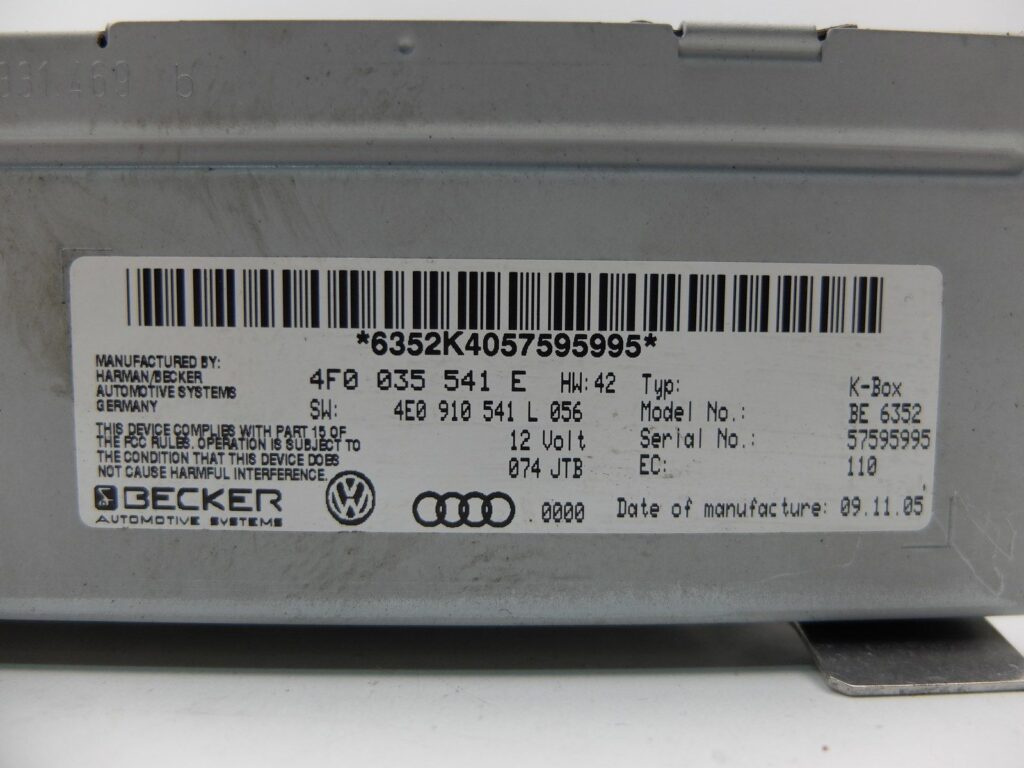 331.469 b
*6352K4057595995*
MANUFACTURED BY:
HARMAN/BECKER
AUTOMOTIVE SYSTEMS
GERMANY
4F0 035 541 E HW:42
SW: 4E0 910 541 L 056
12 Volt
074 JTB
Typ: K-Box
Model No.: BE 6352
Serial No.: 57595995
EC: 110
THIS DEVICE COMPLIES WITH PART 15 OF
THE FCC RULES. OPERATION IS SUBJECT TO
THE CONDITION THAT THIS DEVICE DOES
NOT CAUSE HARMFUL INTERFERENCE.
BECKER
AUTOMOTIVE SYSTEMS
VW
.0000
Date of manufacture: 09.11.05